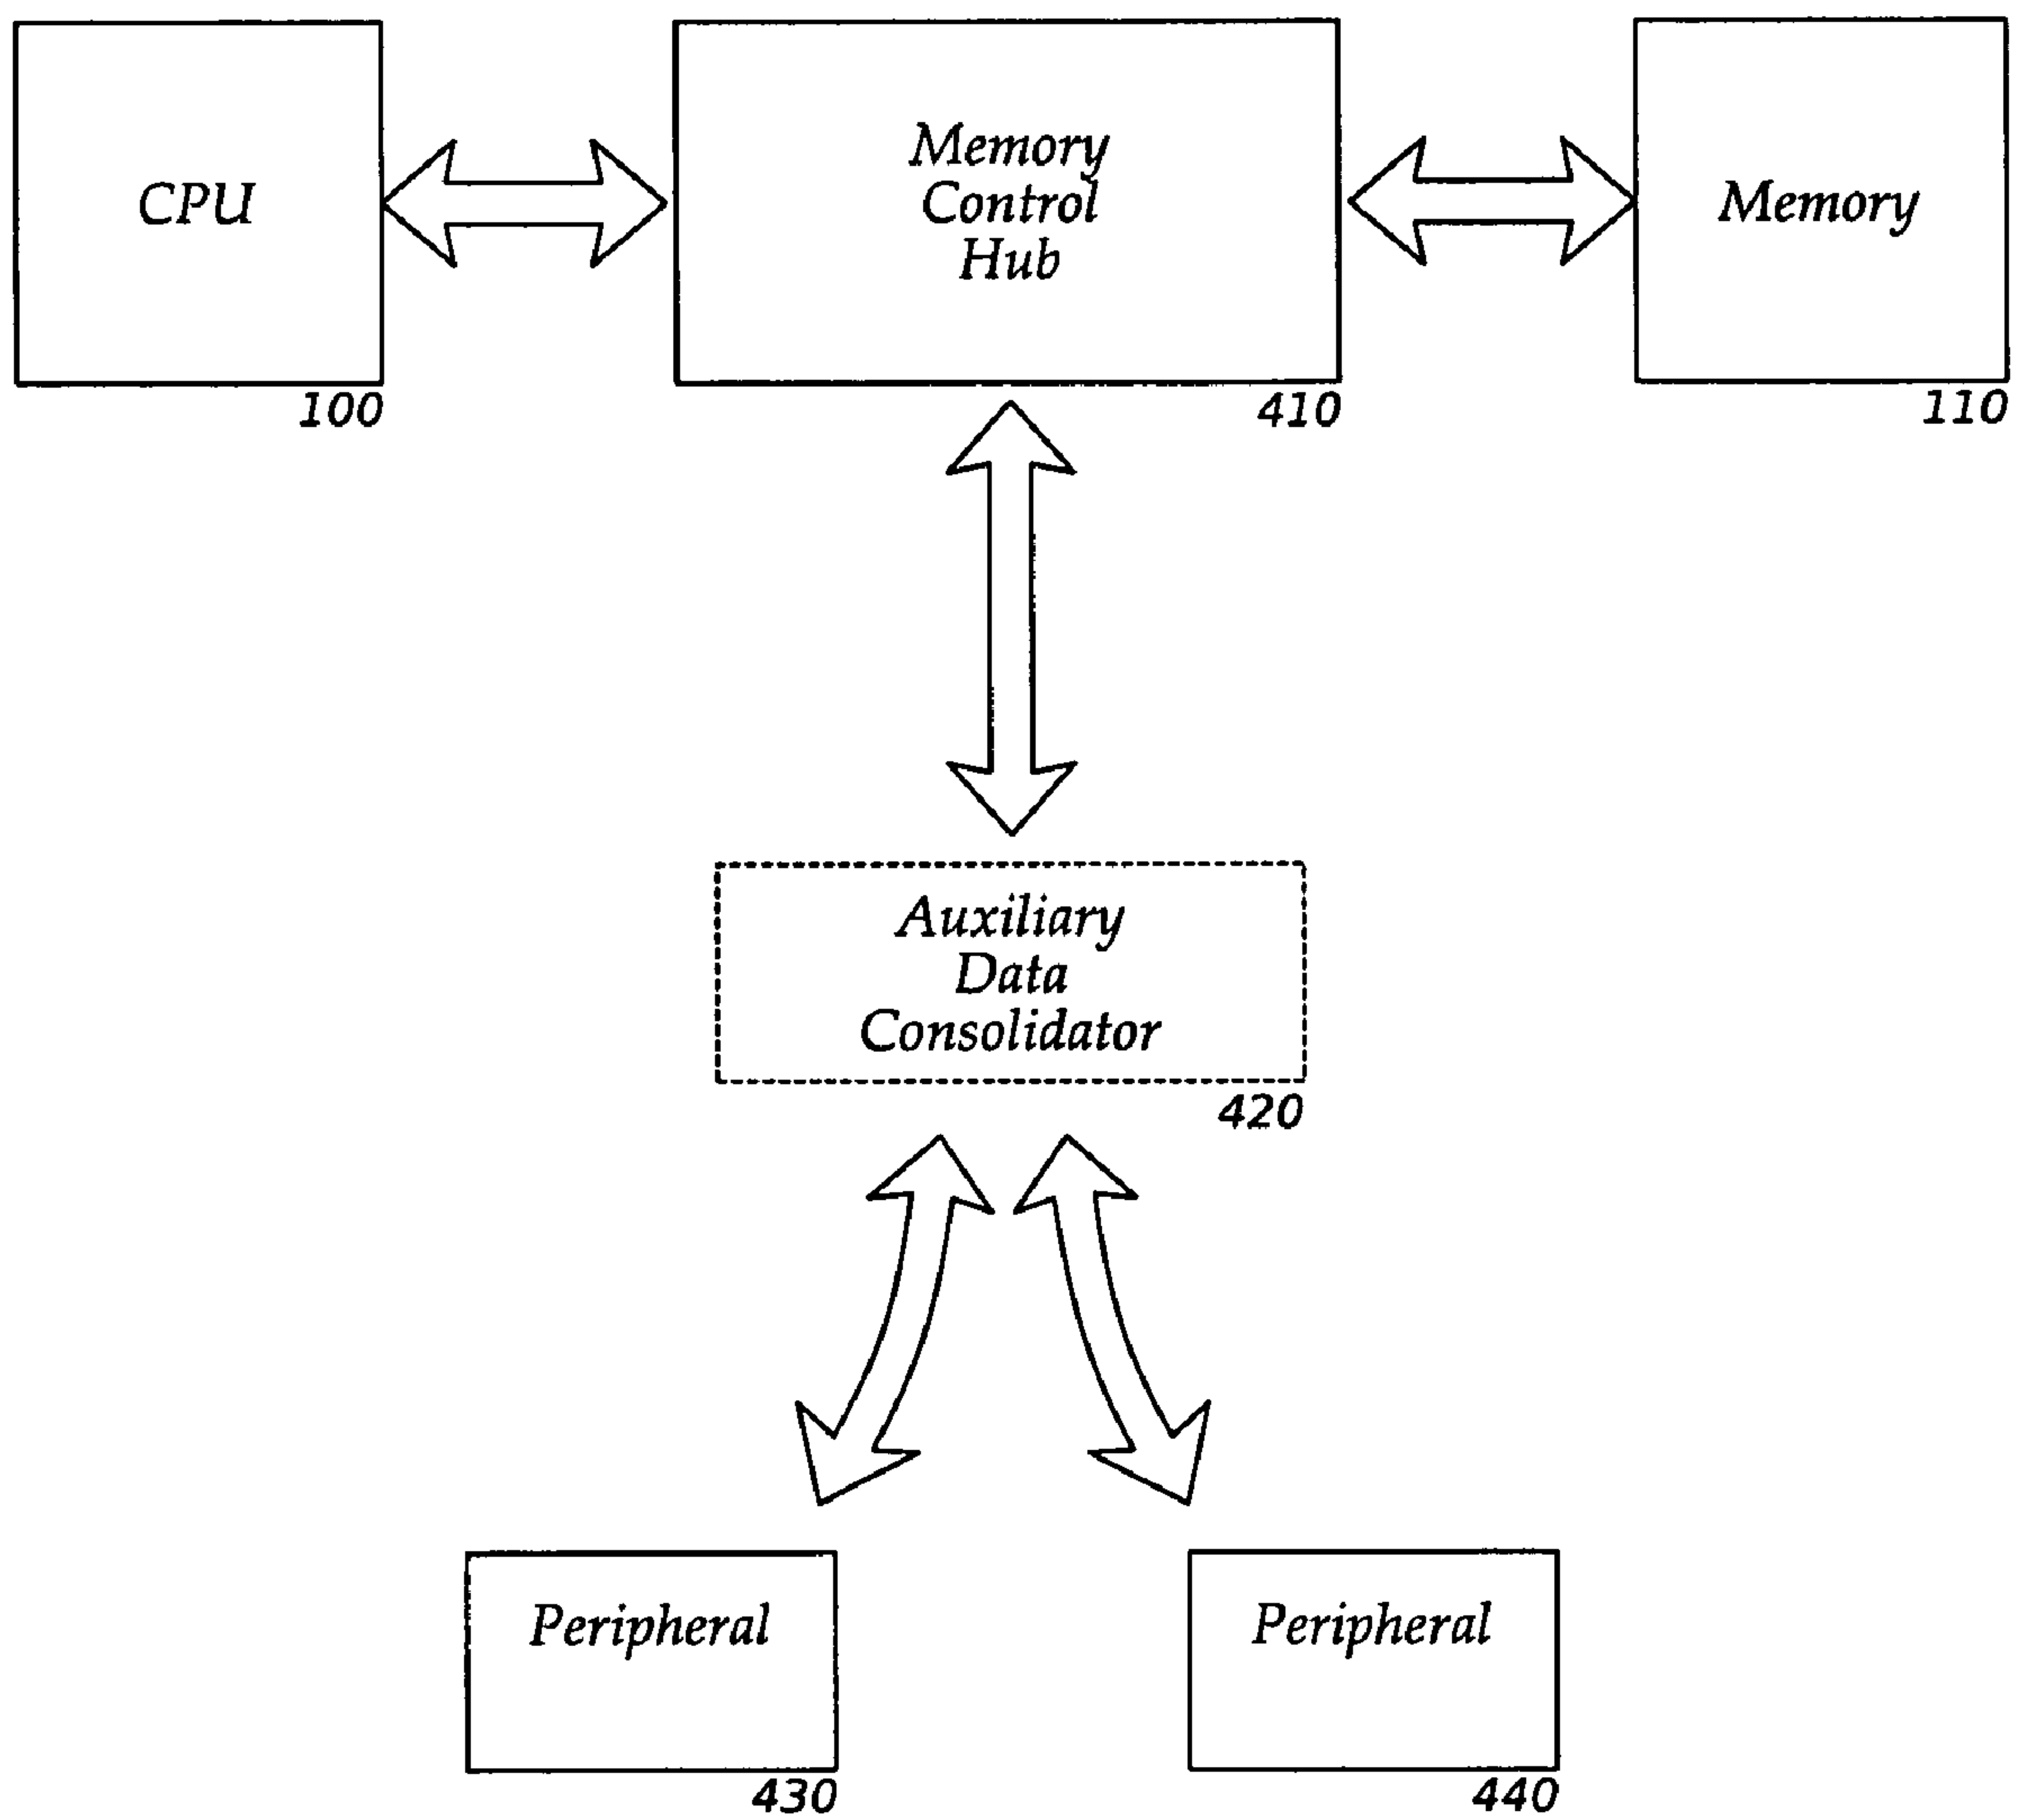 CPU
Memory
Control
Hub
Memory
100
410
110
Auxiliary
Data
Consolidator
420
Peripheral
Peripheral
430
440